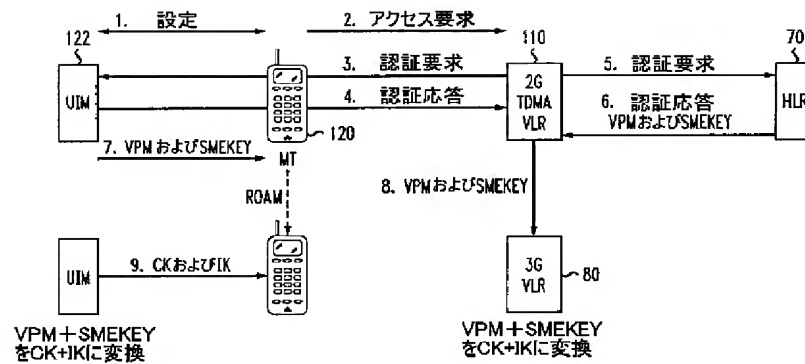 1. 設定
2. アクセス要求
122
110
70
3. 認証要求
5. 認証要求
UIM
2G
TDMA
VLR
HLR
4. 認証応答
6. 認証応答
VPMおよびSMEKEY
120
7. VPMおよびSMEKEY
MT
8. VPMおよびSMEKEY
ROAM
UIM
9. CKおよびIK
3G
VLR
80
VPM+SMEKEY
をCK+IKに変換
VPM+SMEKEY
をCK+IKに変換